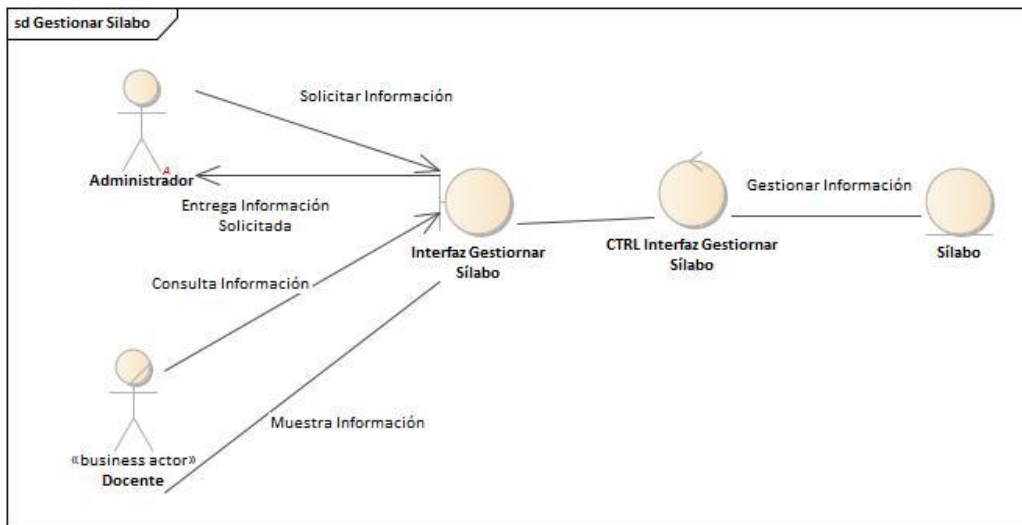 sd Gestionar Silabo
Solicitar Información
Administrador
Entrega Información
Solicitada
Gestionar Información
Interfaz Gestiornar
Sílabo
CTRL Interfaz Gestiornar
Sílabo
Sílabo
Consulta Información
Muestra Información
«business actor»
Docente